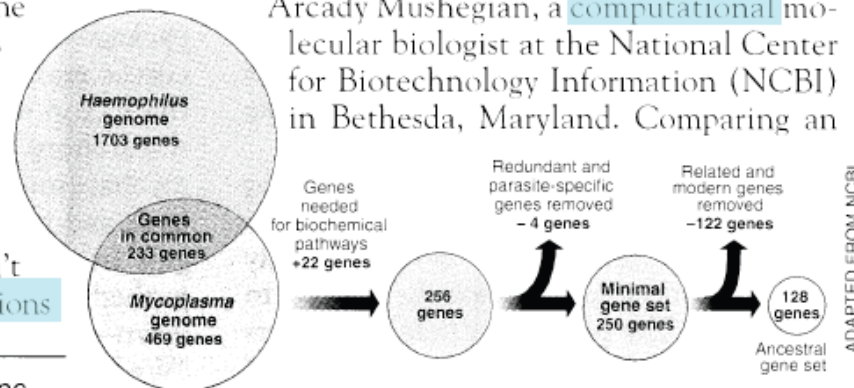 Arcady Mushegian, a computational mo-
lecular biologist at the National Center
for Biotechnology Information (NCBI)
in Bethesda, Maryland. Comparing an
Haemophilus
genome
1703 genes
Genes
in common
233 genes
Mycoplasma
genome
469 genes
Genes
needed
for biochemical
pathways
+22 genes
256
genes
Redundant and
parasite-specific
genes removed
– 4 genes
Minimal
gene set
250 genes
Related and
modern genes
removed
–122 genes
128
genes
Ancestral
gene set
ADAPTED FROM NCBI